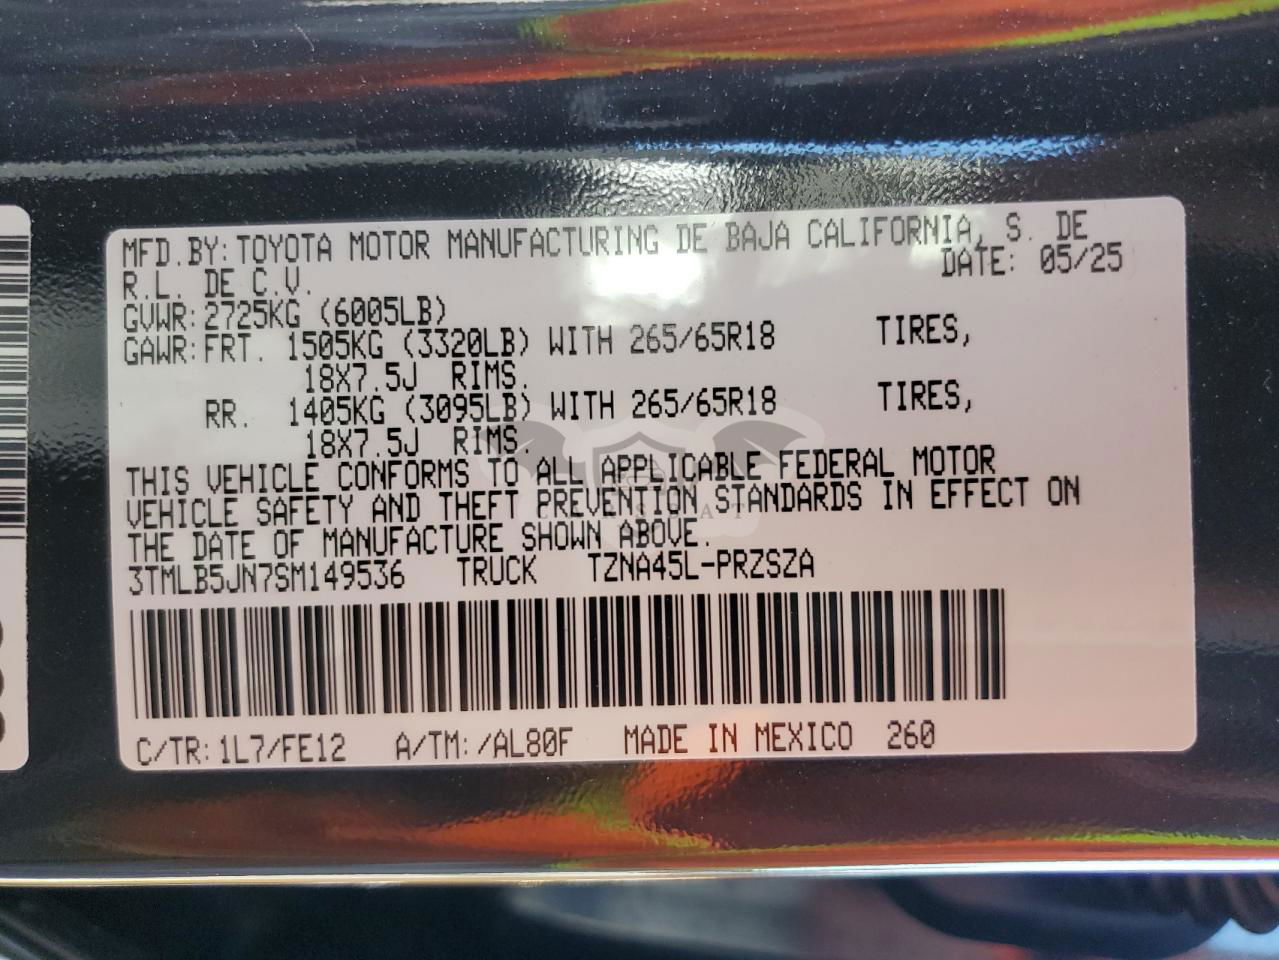 MFD.BY: TOYOTA MOTOR MANUFACTURING DE BAJA CALIFORNIA, S. DE
R.L. DE C.V. DATE: 05/25
GVWR: 2725KG (6005LB)
GAWR: FRT. 1505KG (3320LB) WITH 265/65R18 TIRES,
18X7.5J RIMS.
RR. 1405KG (3095LB) WITH 265/65R18 TIRES,
18X7.5J RIMS.
THIS VEHICLE CONFORMS TO ALL APPLICABLE FEDERAL MOTOR
VEHICLE SAFETY AND THEFT PREVENTION STANDARDS IN EFFECT ON
THE DATE OF MANUFACTURE SHOWN ABOVE.
3TMLB5JN7SM149536 TRUCK TZNA45L-PRZSZA
C/TR: 1L7/FE12 A/TM: /AL80F MADE IN MEXICO 260